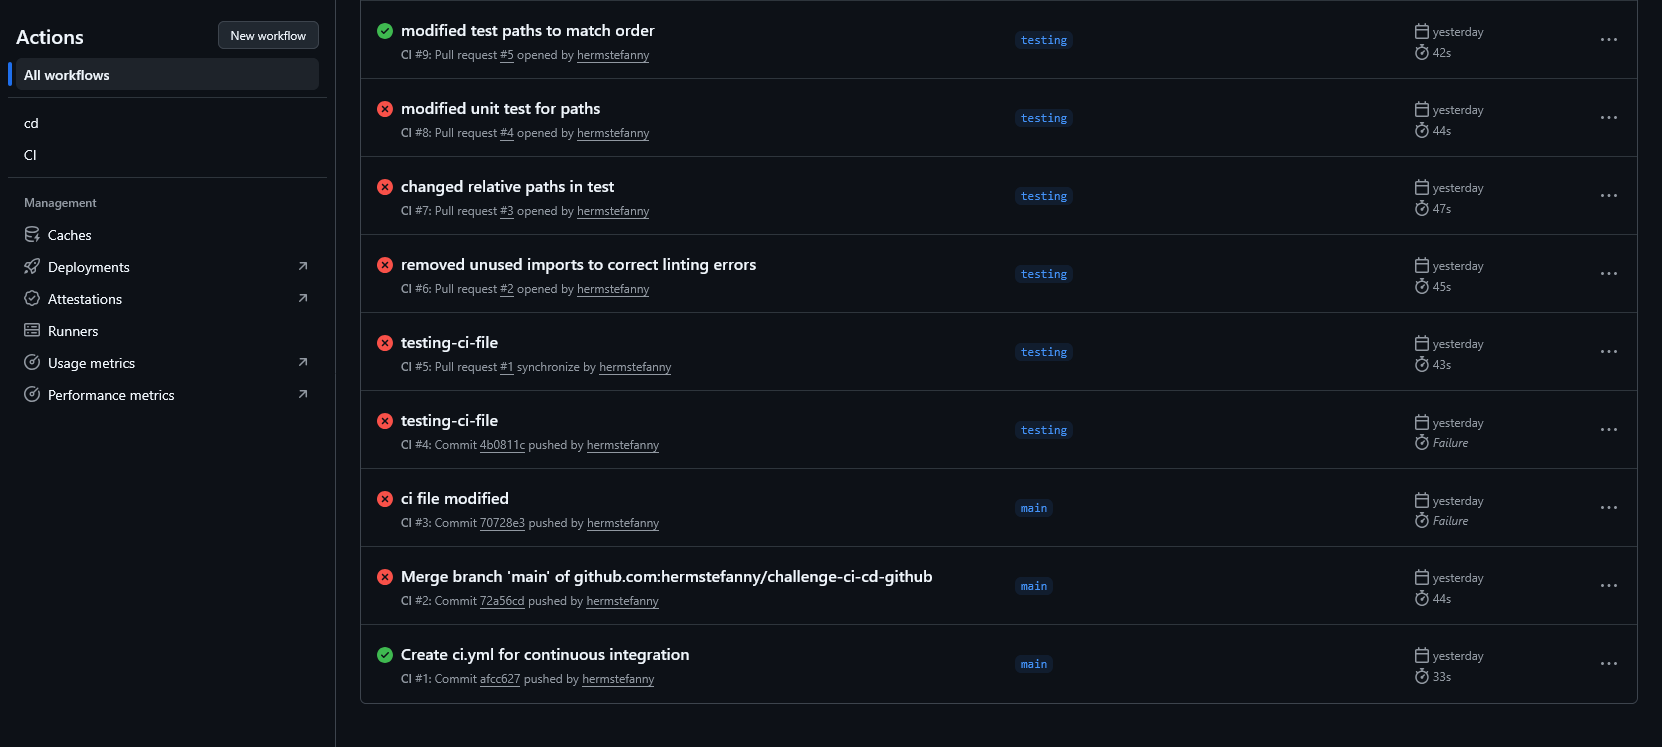 Actions
New workflow
All workflows
cd
CI
Management
Caches
Deployments
Attestations
Runners
Usage metrics
Performance metrics
modified test paths to match order
CI #9: Pull request #5 opened by hermstefanny
testing
yesterday
42s
modified unit test for paths
CI #8: Pull request #4 opened by hermstefanny
testing
yesterday
44s
changed relative paths in test
CI #7: Pull request #3 opened by hermstefanny
testing
yesterday
47s
removed unused imports to correct linting errors
CI #6: Pull request #2 opened by hermstefanny
testing
yesterday
45s
testing-ci-file
CI #5: Pull request #1 synchronize by hermstefanny
testing
yesterday
43s
testing-ci-file
CI #4: Commit 4b0811c pushed by hermstefanny
testing
yesterday
Failure
ci file modified
CI #3: Commit 70728e3 pushed by hermstefanny
main
yesterday
Failure
Merge branch 'main' of github.com:hermstefanny/challenge-ci-cd-github
CI #2: Commit 72a56cd pushed by hermstefanny
main
yesterday
44s
Create ci.yml for continuous integration
CI #1: Commit afcc627 pushed by hermstefanny
main
yesterday
33s